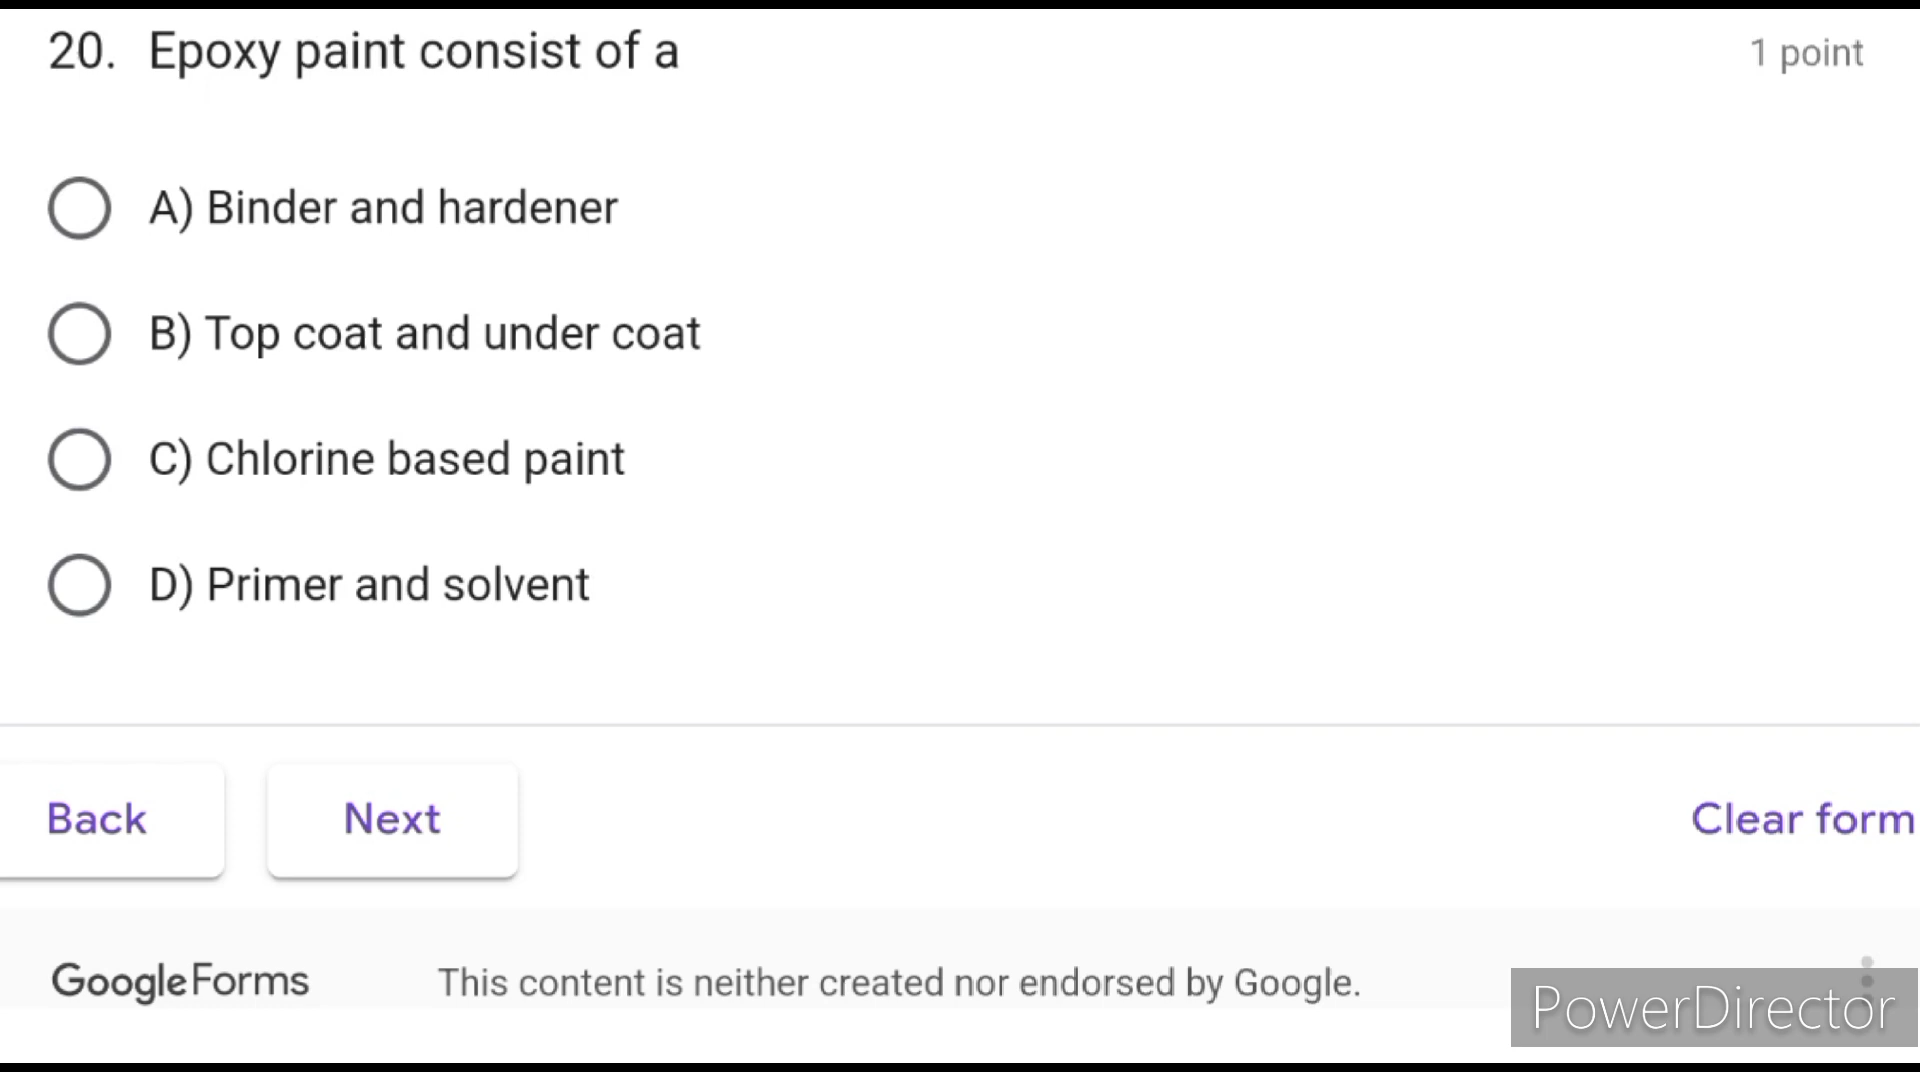 20. Epoxy paint consist of a
1 point
A) Binder and hardener
B) Top coat and under coat
C) Chlorine based paint
D) Primer and solvent
Back
Next
Clear form
Google Forms
This content is neither created nor endorsed by Google.
PowerDirector